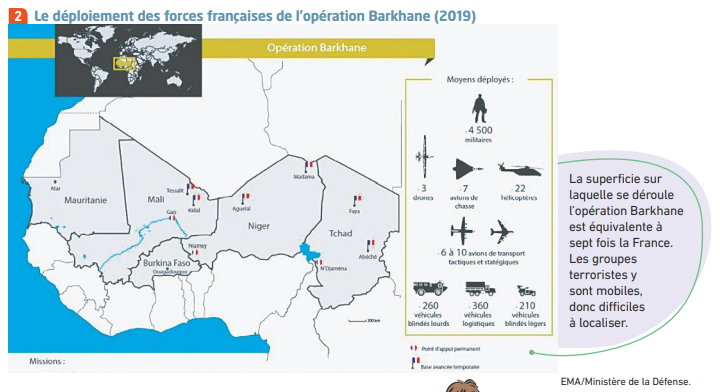 2 Le déploiement des forces françaises de l'opération Barkhane (2019)
Opération Barkhane
Moyens déployés :
- 4 500
militaires
- 3
drones
- 7
avions de
chasse
- 22
hélicoptères
- 6 à 10 avions de transport
tactiques et statégiques
- 260
véhicules
blindés lourds
- 360
véhicules
logistiques
- 210
véhicules
blindés légers
Atar
Mauritanie
Mali
Tessalit
Kidal
Gao
Niamey
Burkina Faso
Ouagadougou
Aguelal
Niger
Madama
Tchad
Faya
Abéché
N'Djaména
200 km
Point d'appui permanent
Base avancée temporaire
Missions :
La superficie sur
laquelle se déroule
l'opération Barkhane
est équivalente à
sept fois la France.
Les groupes
terroristes y
sont mobiles,
donc difficiles
à localiser.
EMA/Ministère de la Défense.